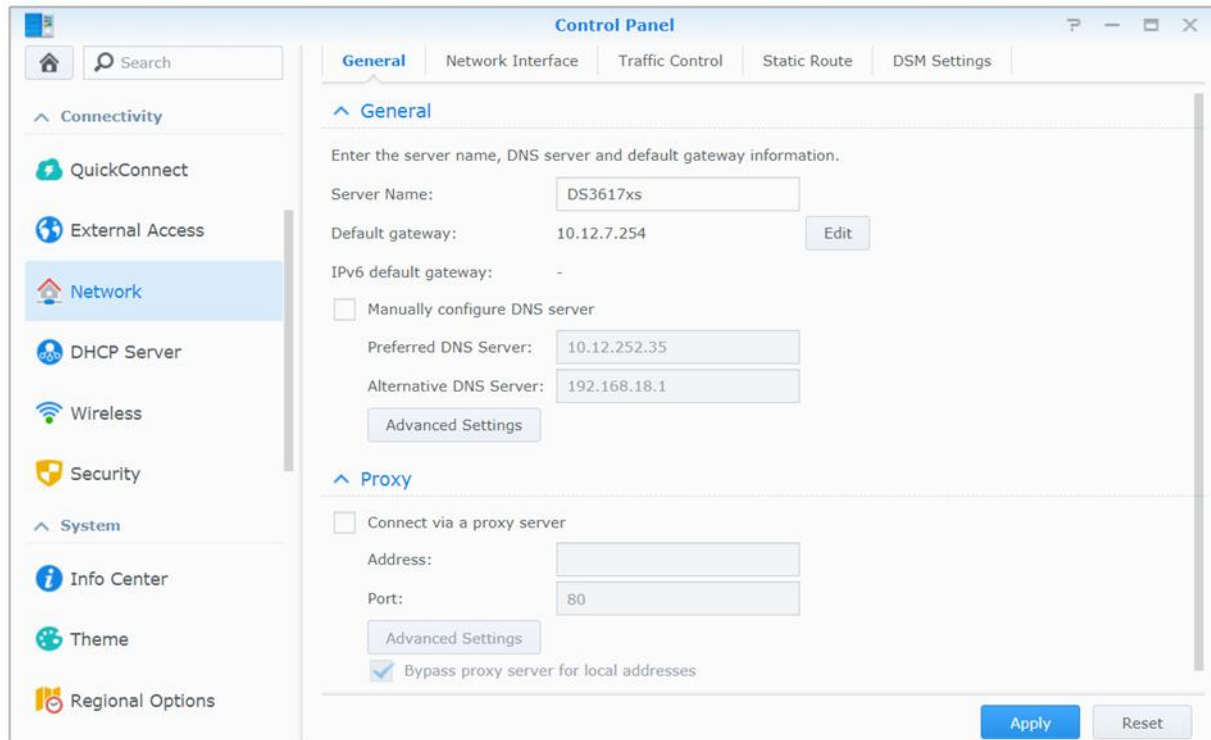 Control Panel
Search
Connectivity
QuickConnect
External Access
Network
DHCP Server
Wireless
Security
System
Info Center
Theme
Regional Options
General Network Interface Traffic Control Static Route DSM Settings
General
Enter the server name, DNS server and default gateway information.
Server Name: DS3617xs
Default gateway: 10.12.7.254 Edit
IPv6 default gateway: -
Manually configure DNS server
Preferred DNS Server: 10.12.252.35
Alternative DNS Server: 192.168.18.1
Advanced Settings
Proxy
Connect via a proxy server
Address:
Port: 80
Advanced Settings
Bypass proxy server for local addresses
Apply Reset